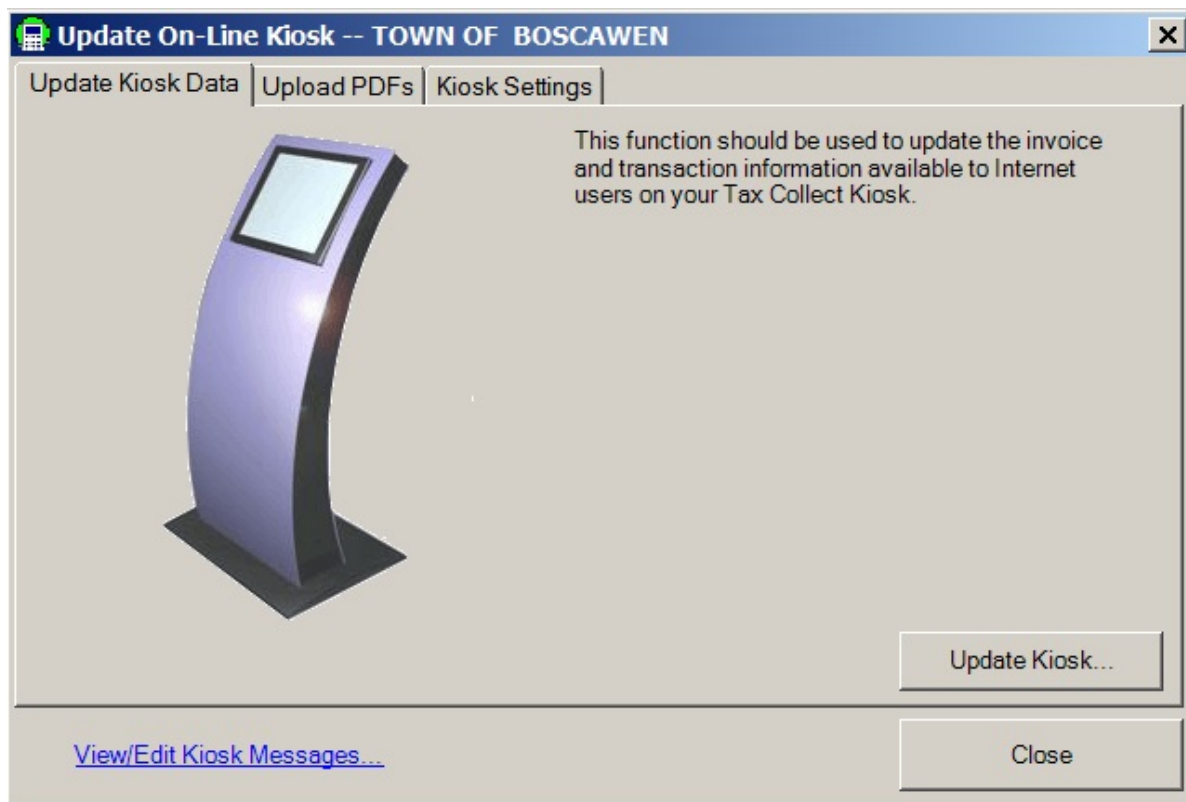 Update On-Line Kiosk -- TOWN OF BOSCAWEN
Update Kiosk Data
Upload PDFs
Kiosk Settings
This function should be used to update the invoice
and transaction information available to Internet
users on your Tax Collect Kiosk.
Update Kiosk...
View/Edit Kiosk Messages...
Close